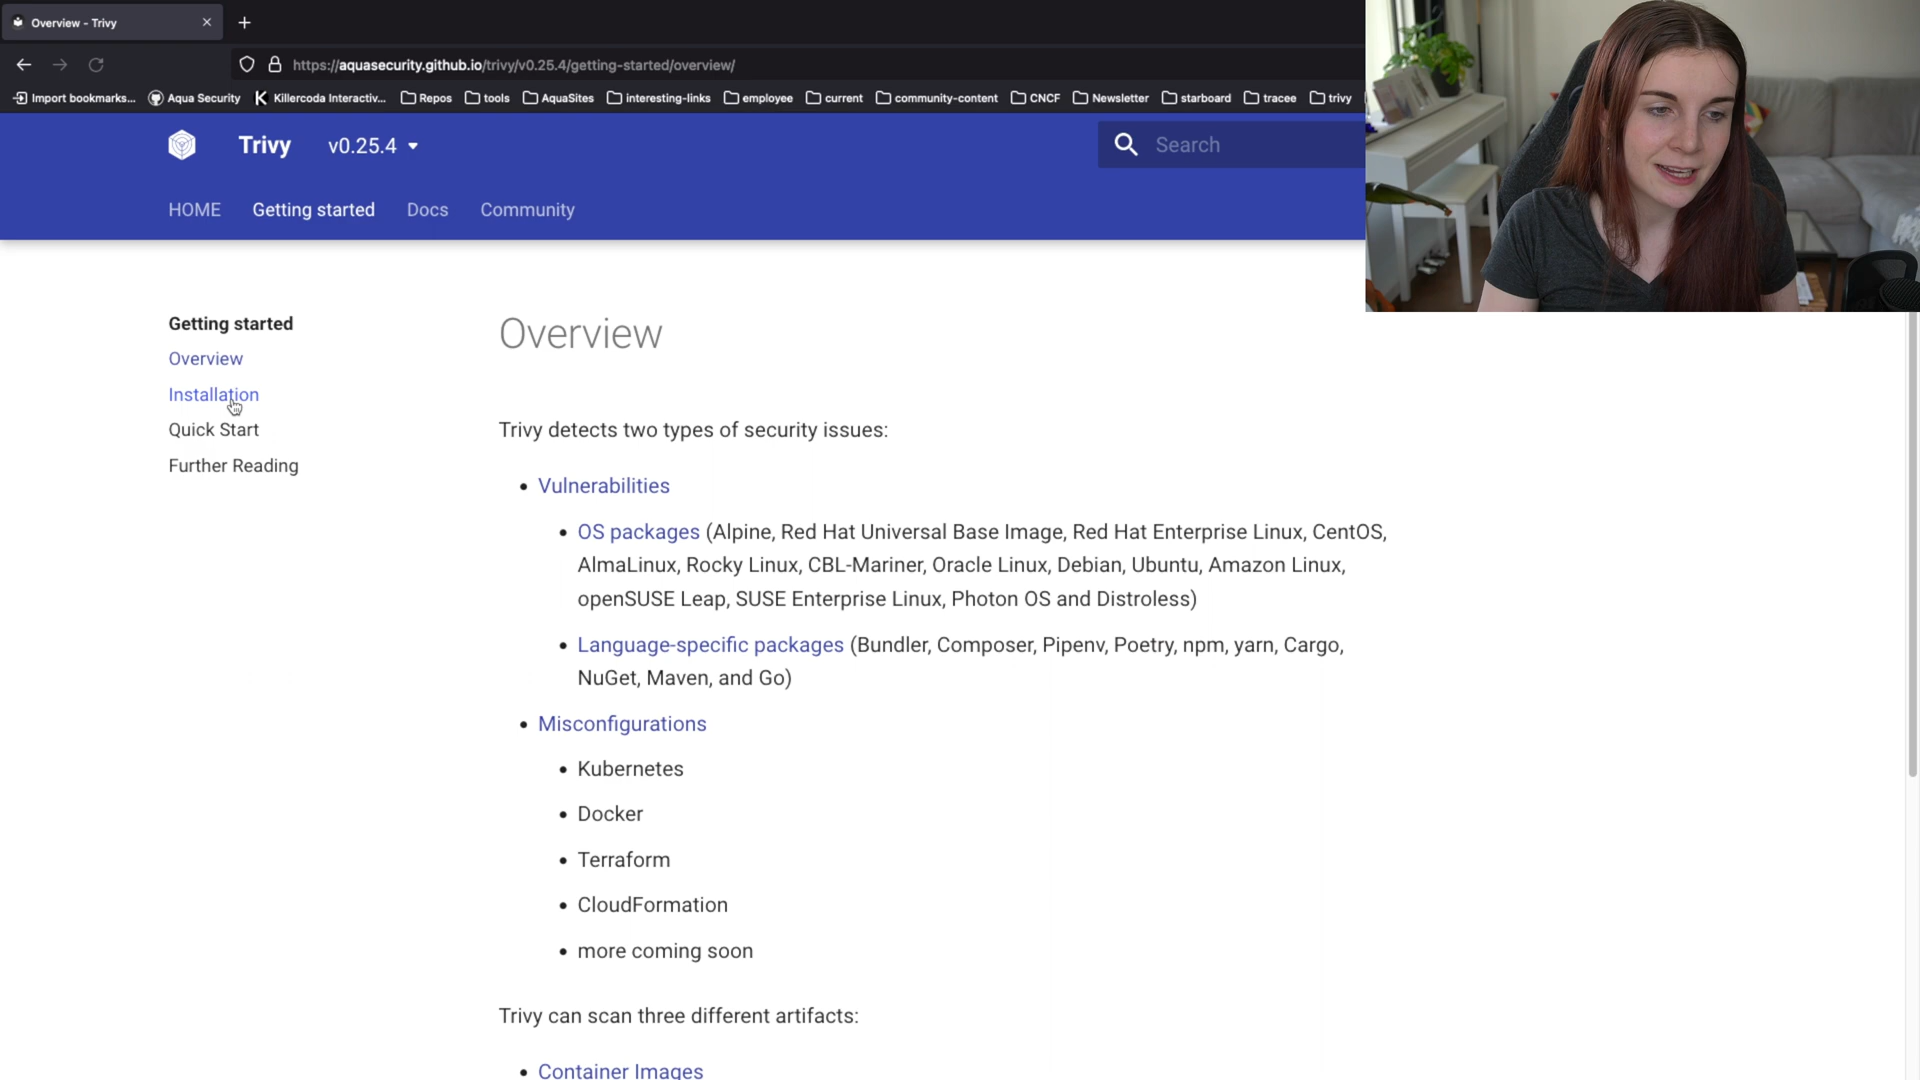 Overview - Trivy
https://aquasecurity.github.io/trivy/v0.25.4/getting-started/overview/
Import bookmarks... Aqua Security Killercoda Interactiv... Repos tools AquaSites interesting-links employee current community-content CNCF Newsletter starboard tracee trivy
Trivy v0.25.4 Search
HOME Getting started Docs Community
Getting started
Overview
Installation
Quick Start
Further Reading
Overview
Trivy detects two types of security issues:
• Vulnerabilities
• OS packages (Alpine, Red Hat Universal Base Image, Red Hat Enterprise Linux, CentOS,
AlmaLinux, Rocky Linux, CBL-Mariner, Oracle Linux, Debian, Ubuntu, Amazon Linux,
openSUSE Leap, SUSE Enterprise Linux, Photon OS and Distroless)
• Language-specific packages (Bundler, Composer, Pipenv, Poetry, npm, yarn, Cargo,
NuGet, Maven, and Go)
• Misconfigurations
• Kubernetes
• Docker
• Terraform
• CloudFormation
• more coming soon
Trivy can scan three different artifacts:
• Container Images